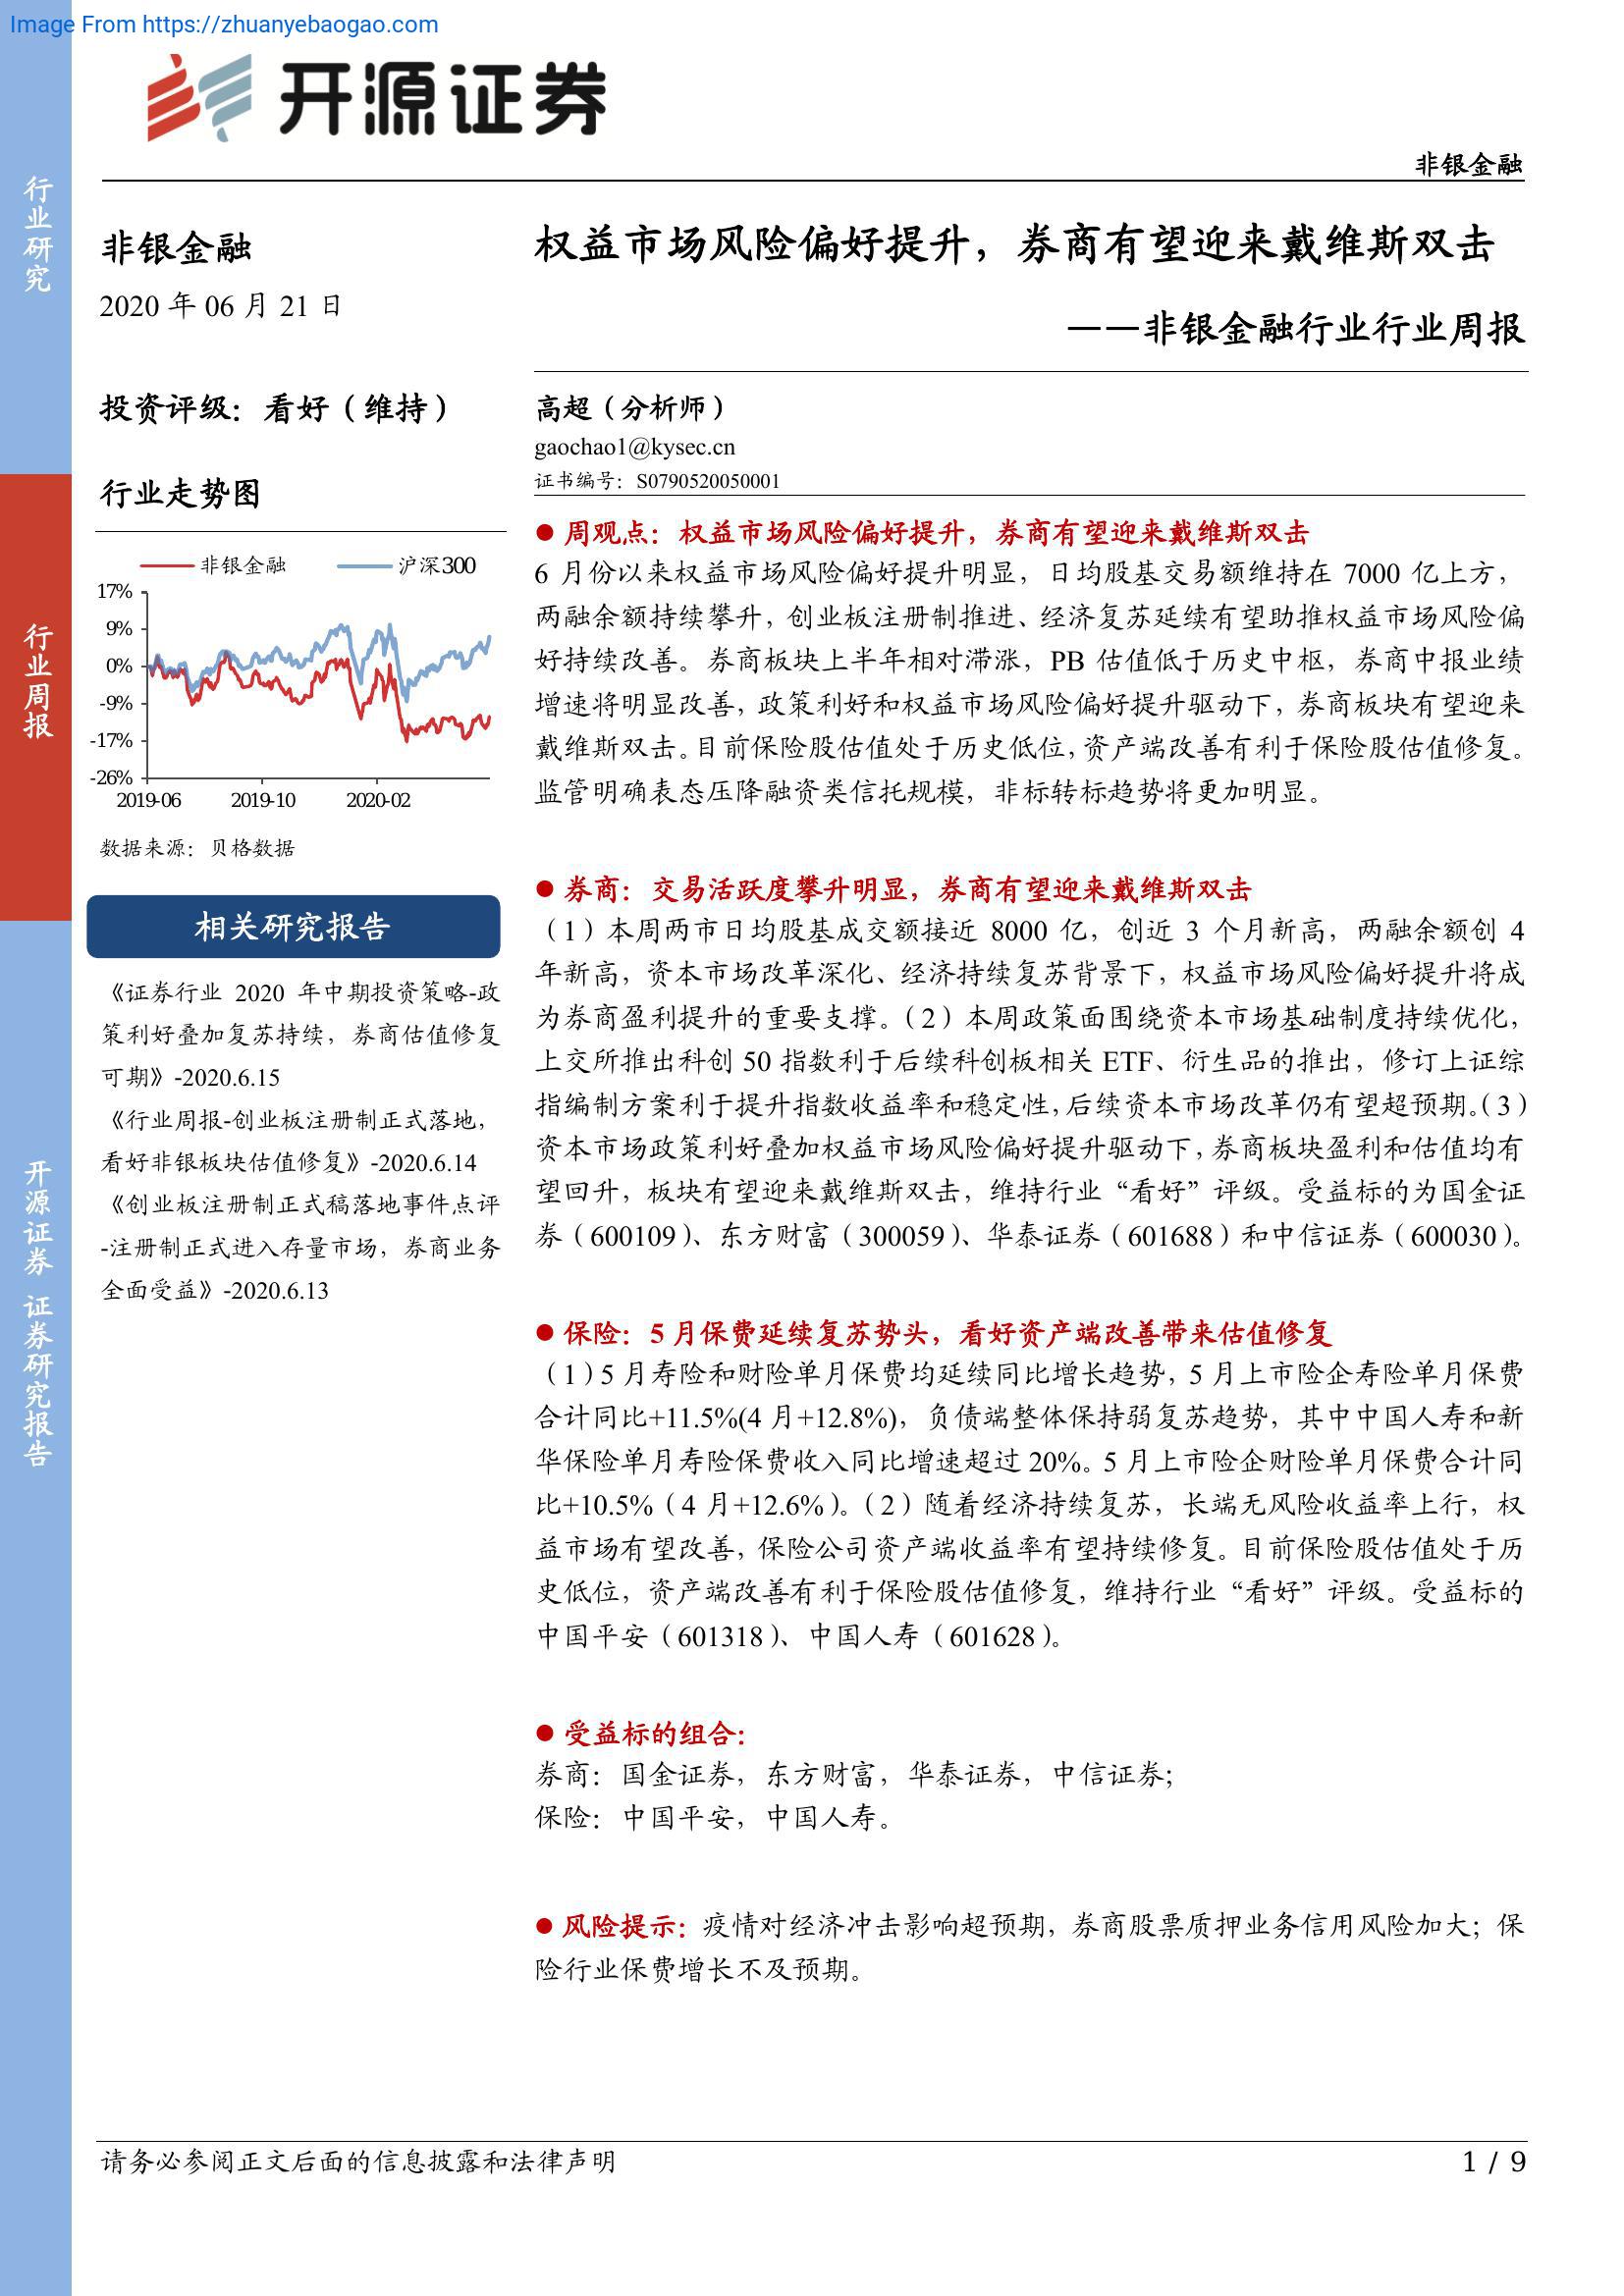 Image From https://zhuanyebaogao.com
开源证券
非银金融
行业研究
行业周报
开源证券 证券研究报告
非银金融
2020 年 06 月 21 日
投资评级：看好（维持）
行业走势图
非银金融 沪深300
17%
9%
0%
-9%
-17%
-26%
2019-06 2019-10 2020-02
数据来源：贝格数据
相关研究报告
《证券行业 2020 年中期投资策略-政
策利好叠加复苏持续，券商估值修复
可期》-2020.6.15
《行业周报-创业板注册制正式落地，
看好非银板块估值修复》-2020.6.14
《创业板注册制正式稿落地事件点评
-注册制正式进入存量市场，券商业务
全面受益》-2020.6.13
权益市场风险偏好提升，券商有望迎来戴维斯双击
——非银金融行业行业周报
高超（分析师）
gaochao1@kysec.cn
证书编号：S0790520050001
● 周观点：权益市场风险偏好提升，券商有望迎来戴维斯双击
6 月份以来权益市场风险偏好提升明显，日均股基交易额维持在 7000 亿上方，
两融余额持续攀升，创业板注册制推进、经济复苏延续有望助推权益市场风险偏
好持续改善。券商板块上半年相对滞涨，PB 估值低于历史中枢，券商中报业绩
增速将明显改善，政策利好和权益市场风险偏好提升驱动下，券商板块有望迎来
戴维斯双击。目前保险股估值处于历史低位，资产端改善有利于保险股估值修复。
监管明确表态压降融资类信托规模，非标转标趋势将更加明显。
● 券商：交易活跃度攀升明显，券商有望迎来戴维斯双击
（1）本周两市日均股基成交额接近 8000 亿，创近 3 个月新高，两融余额创 4
年新高，资本市场改革深化、经济持续复苏背景下，权益市场风险偏好提升将成
为券商盈利提升的重要支撑。（2）本周政策面围绕资本市场基础制度持续优化，
上交所推出科创 50 指数利于后续科创板相关 ETF、衍生品的推出，修订上证综
指编制方案利于提升指数收益率和稳定性，后续资本市场改革仍有望超预期。（3）
资本市场政策利好叠加权益市场风险偏好提升驱动下，券商板块盈利和估值均有
望回升，板块有望迎来戴维斯双击，维持行业“看好”评级。受益标的为国金证
券（600109）、东方财富（300059）、华泰证券（601688）和中信证券（600030）。
● 保险：5 月保费延续复苏势头，看好资产端改善带来估值修复
（1）5 月寿险和财险单月保费均延续同比增长趋势，5 月上市险企寿险单月保费
合计同比+11.5%(4 月+12.8%)，负债端整体保持弱复苏趋势，其中中国人寿和新
华保险单月寿险保费收入同比增速超过 20%。5 月上市险企财险单月保费合计同
比+10.5%（4 月+12.6%）。（2）随着经济持续复苏，长端无风险收益率上行，权
益市场有望改善，保险公司资产端收益率有望持续修复。目前保险股估值处于历
史低位，资产端改善有利于保险股估值修复，维持行业“看好”评级。受益标的
中国平安（601318）、中国人寿（601628）。
● 受益标的组合：
券商：国金证券，东方财富，华泰证券，中信证券；
保险：中国平安，中国人寿。
● 风险提示：疫情对经济冲击影响超预期，券商股票质押业务信用风险加大；保
险行业保费增长不及预期。
请务必参阅正文后面的信息披露和法律声明
1 / 9